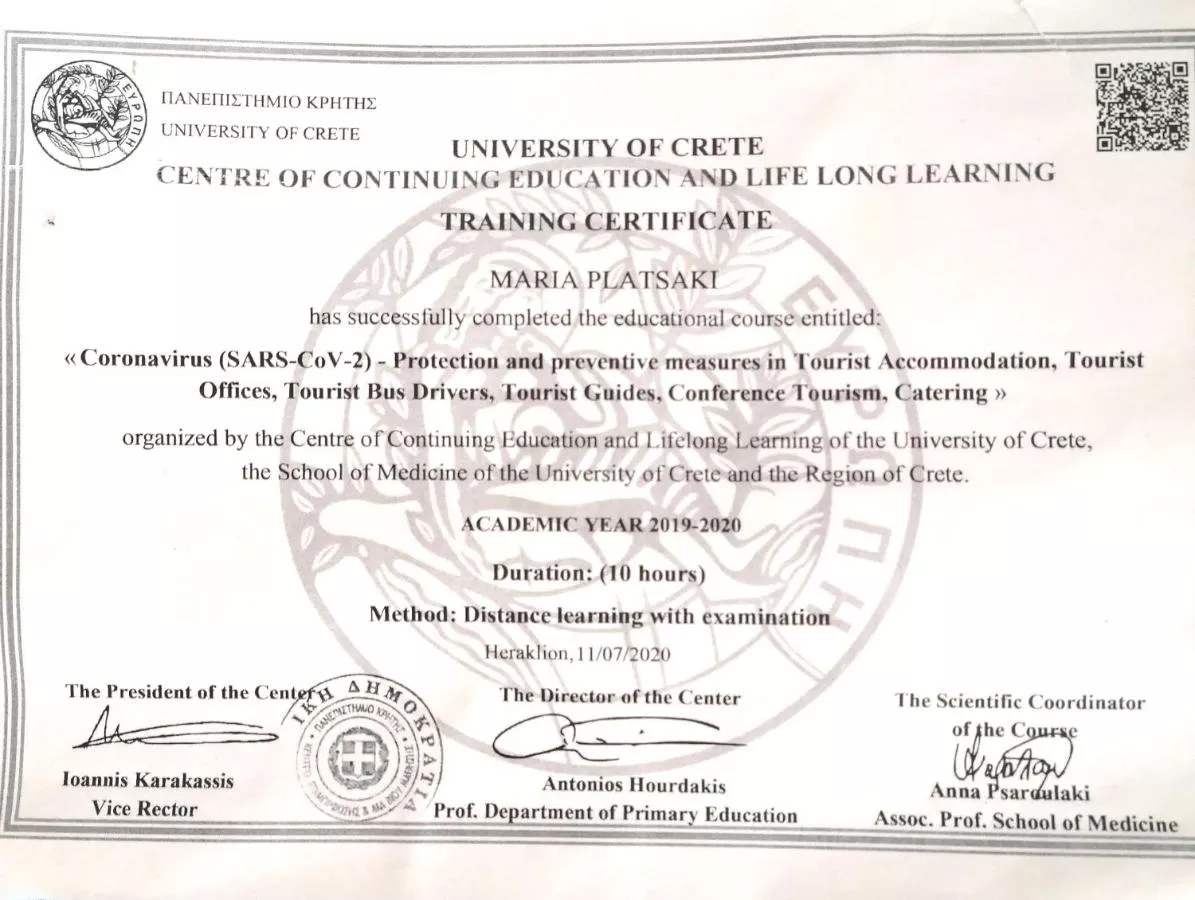 ΠΑΝΕΠΙΣΤΗΜΙΟ ΚΡΗΤΗΣ
UNIVERSITY OF CRETE
ΕΥΡΩΠΗ
UNIVERSITY OF CRETE
CENTRE OF CONTINUING EDUCATION AND LIFE LONG LEARNING
TRAINING CERTIFICATE
MARIA PLATSAKI
has successfully completed the educational course entitled:
«Coronavirus (SARS-CoV-2) - Protection and preventive measures in Tourist Accommodation, Tourist
Offices, Tourist Bus Drivers, Tourist Guides, Conference Tourism, Catering »
organized by the Centre of Continuing Education and Lifelong Learning of the University of Crete,
the School of Medicine of the University of Crete and the Region of Crete.
ΕΥΡΩΠΗ
ACADEMIC YEAR 2019-2020
Duration: (10 hours)
Method: Distance learning with examination
Heraklion, 11/07/2020
The President of the Center
Ioannis Karakassis
Vice Rector
ΙΚΗ ΔΗΜΟΚΡΑΤΙΑ
ΠΑΝΕΠΙΣΤΗΜΙΟ ΚΡΗΤΗΣ
The Director of the Center
Antonios Hourdakis
Prof. Department of Primary Education
The Scientific Coordinator
of the Course
Anna Psaroulaki
Assoc. Prof. School of Medicine